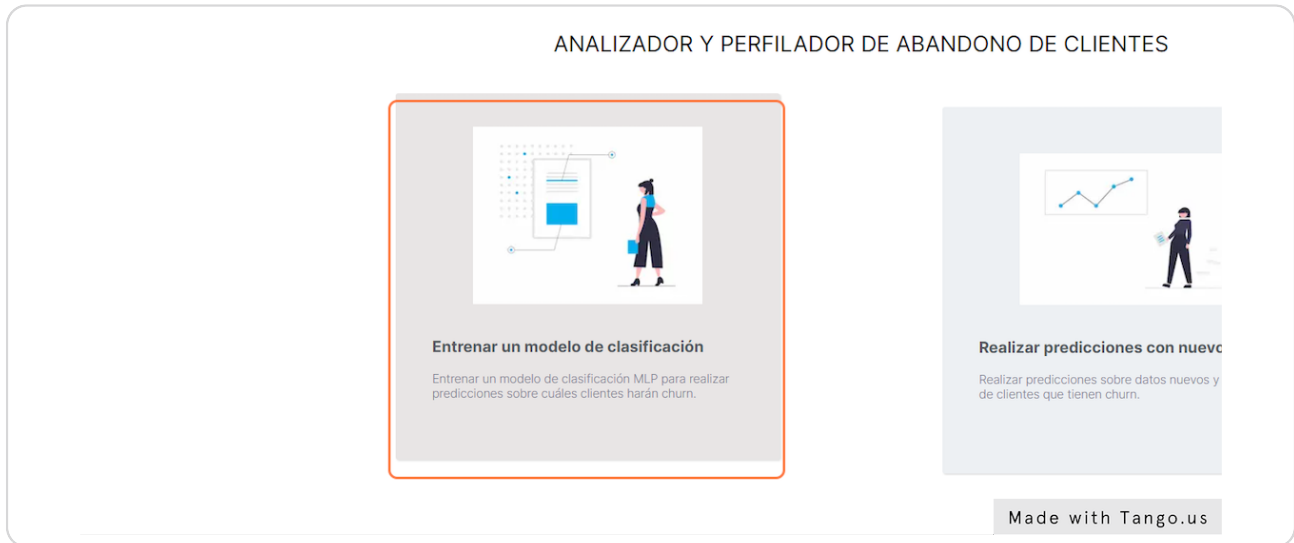 ANALIZADOR Y PERFILADOR DE ABANDONO DE CLIENTES
Entrenar un modelo de clasificación
Entrenar un modelo de clasificación MLP para realizar
predicciones sobre cuáles clientes harán churn.
Realizar predicciones con nuevo
Realizar predicciones sobre datos nuevos y
de clientes que tienen churn.
Made with Tango.us